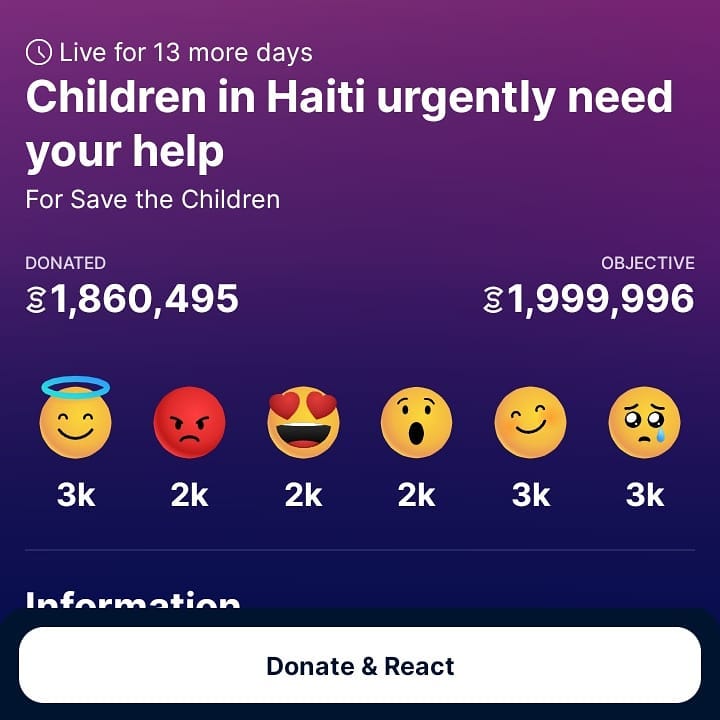 Live for 13 more days
Children in Haiti urgently need
your help
For Save the Children
DONATED
OBJECTIVE
1,860,495
1,999,996
3k
2k
2k
2k
3k
3k
Information
Donate & React